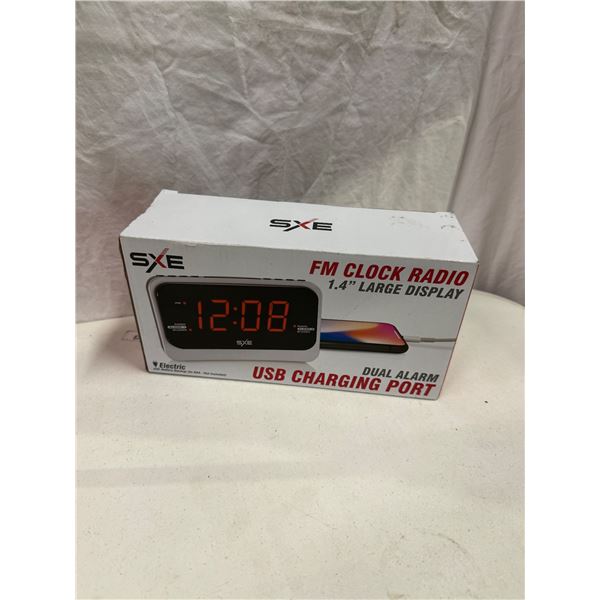 SXE
SXE
FM CLOCK RADIO
1.4" LARGE DISPLAY
12:08
SXE
Electric
DUAL ALARM
USB CHARGING PORT